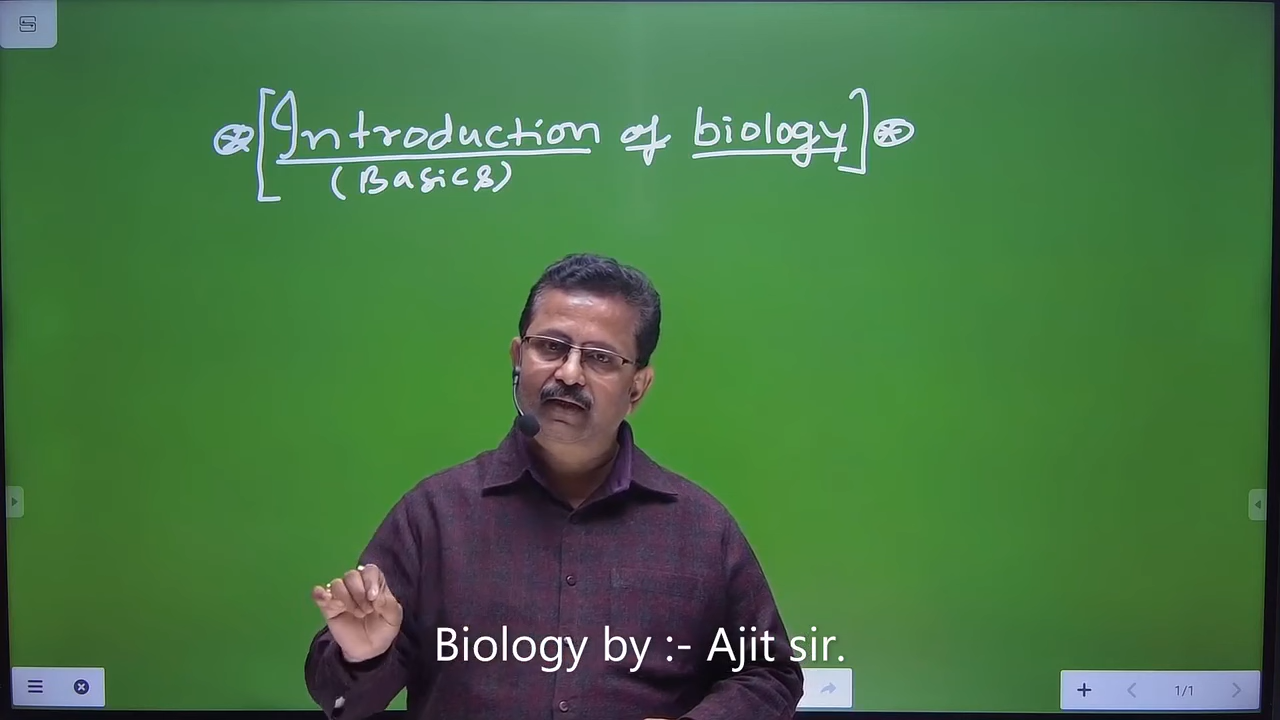 [Introduction of biology]
(Basics)
Biology by :- Ajit sir.
1/1